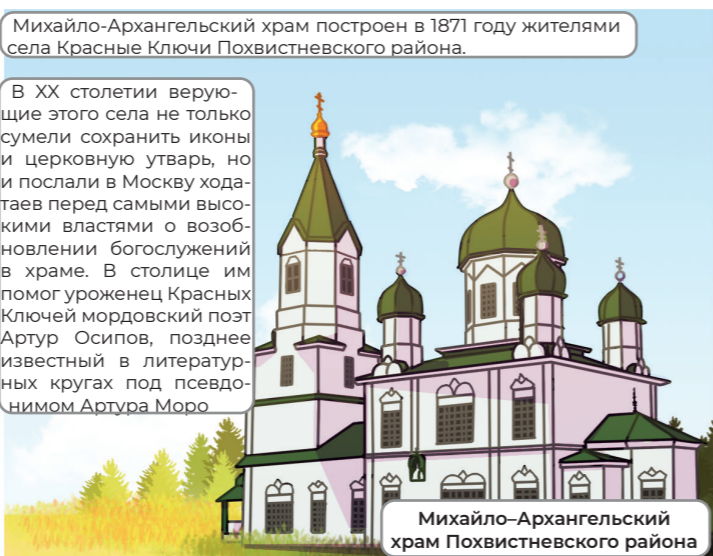 Михайло-Архангельский храм построен в 1871 году жителями
села Красные Ключи Похвистневского района.
В XX столетии верую-
щие этого села не только
сумели сохранить иконы
и церковную утварь, но
и послали в Москву хода-
таев перед самыми высо-
кими властями о возоб-
новлении богослужений
в храме. В столице им
помог уроженец Красных
Ключей мордовский поэт
Артур Осипов, позднее
известный в литератур-
ных кругах под псевдо-
нимом Артура Моро
Михайло–Архангельский
храм Похвистневского района